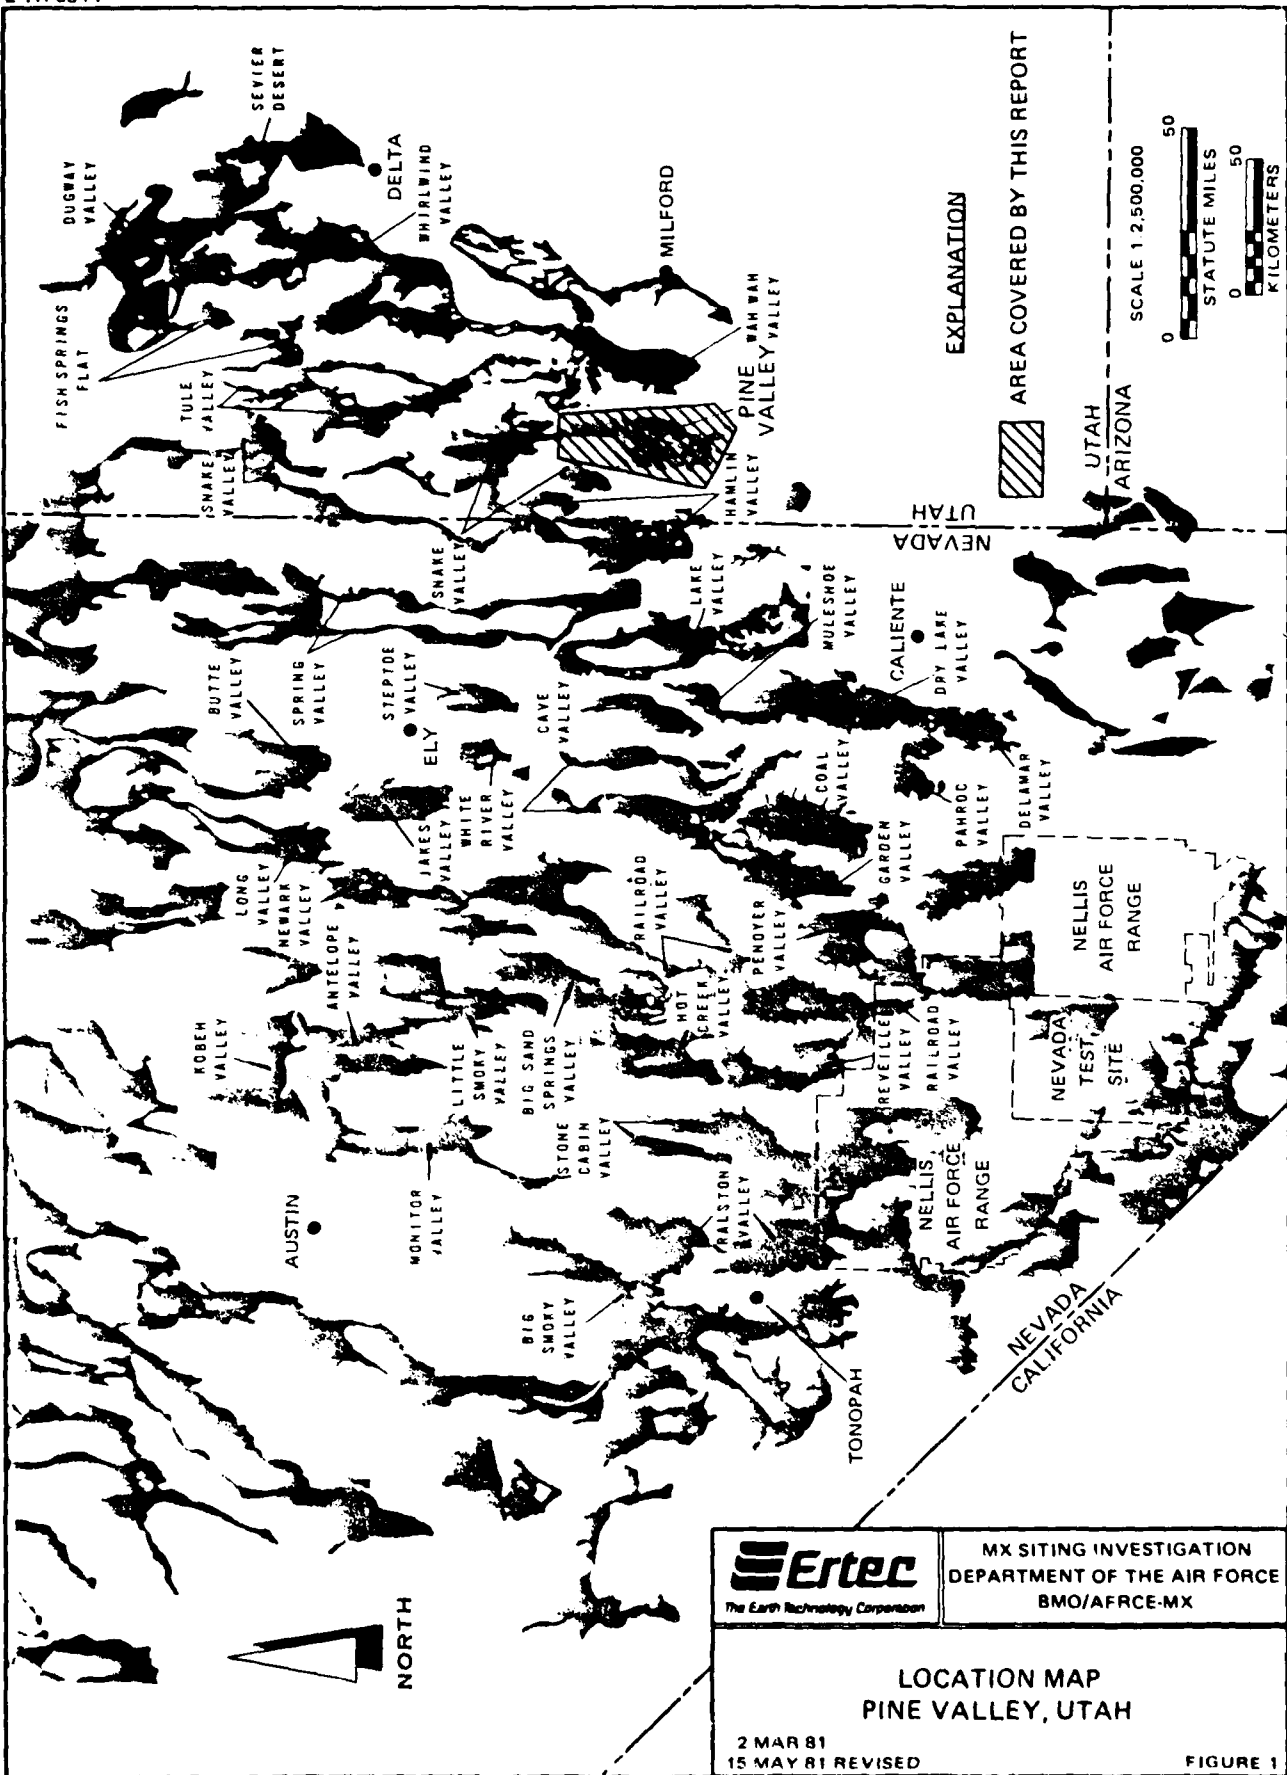 SEVIER
DESERT
DUGWAY
VALLEY
DELTA
WHIRLWIND
VALLEY
FISH SPRINGS
FLAT
TULE
VALLEY
MILFORD
WAH WAH
VALLEY
PINE
VALLEY
SNAKE
VALLEY
HAMLIN
VALLEY
SNAKE
VALLEY
LAKE
VALLEY
MULESHOE
VALLEY
CALIENTE
DRY LAKE
VALLEY
BUTTE
VALLEY
SPRING
VALLEY
STEPTOE
VALLEY
ELY
CAVE
VALLEY
COAL
VALLEY
PAHROC
VALLEY
DELAMAR
VALLEY
JAKES
VALLEY
WHITE
RIVER
VALLEY
GARDEN
VALLEY
LONG
VALLEY
NEWARK
VALLEY
ANTELOPE
VALLEY
RAILROAD
VALLEY
PENOYER
VALLEY
KOBEH
VALLEY
LITTLE
SMOKY
VALLEY
BIG SAND
SPRINGS
VALLEY
HOT
CREEK
VALLEY
REVEILLE
VALLEY
RAILROAD
VALLEY
STONE
CABIN
VALLEY
MONITOR
VALLEY
RALSTON
VALLEY
AUSTIN
BIG
SMOKY
VALLEY
TONOPAH
NELLIS
AIR FORCE
RANGE
NEVADA
TEST
SITE
NELLIS
AIR FORCE
RANGE
NEVADA
CALIFORNIA
NEVADA
UTAH
UTAH
ARIZONA
EXPLANATION
AREA COVERED BY THIS REPORT
SCALE 1:2,500,000
0 50
STATUTE MILES
0 50
KILOMETERS
NORTH
Ertec
The Earth Technology Corporation
MX SITING INVESTIGATION
DEPARTMENT OF THE AIR FORCE
BMO/AFRCE-MX
LOCATION MAP
PINE VALLEY, UTAH
2 MAR 81
15 MAY 81 REVISED
FIGURE 1